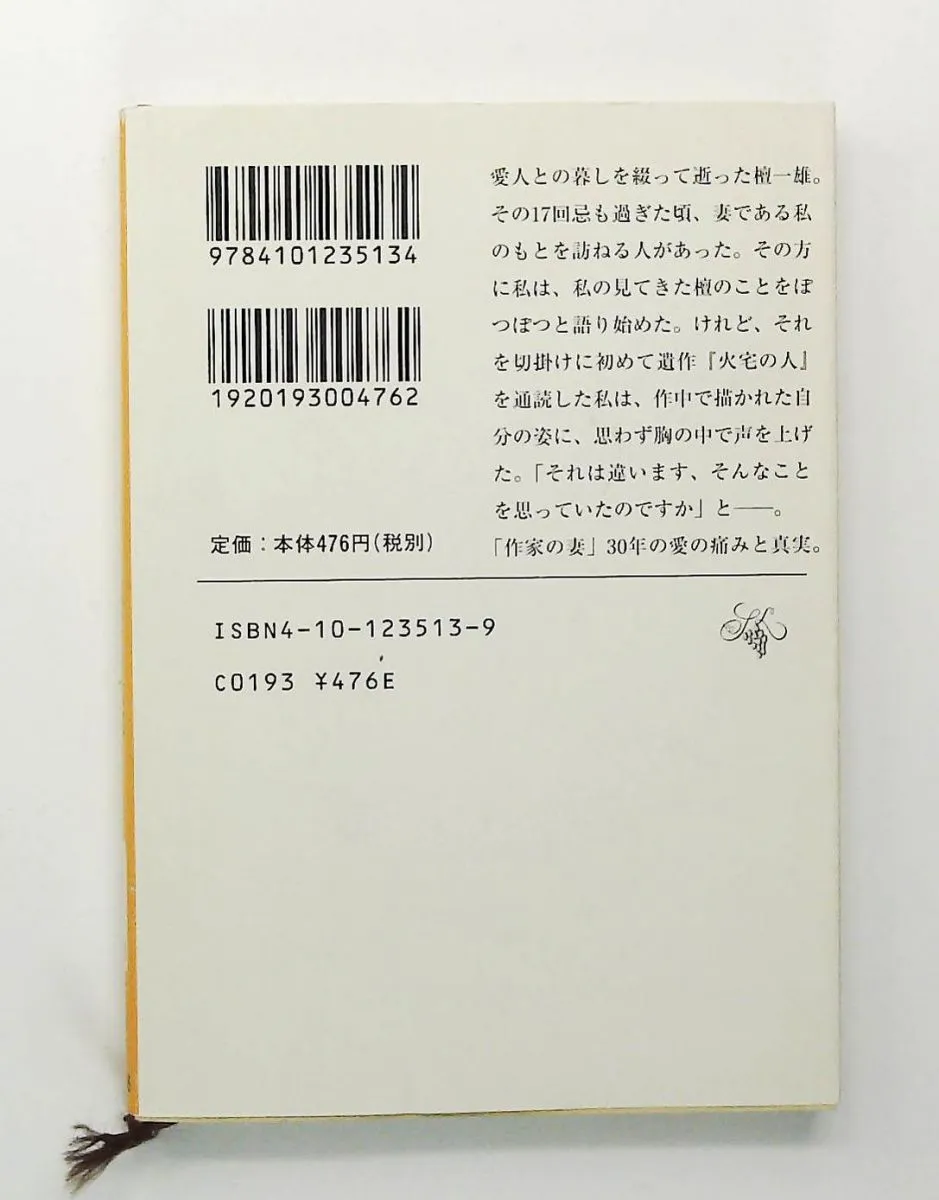 9784101235134
1920193004762
定価：本体476円(税別)
愛人との暮しを綴って逝った檀一雄。
その17回忌も過ぎた頃、妻である私
のもとを訪ねる人があった。その方
に私は、私の見てきた檀のことをぽ
つぽつと語り始めた。けれど、それ
を切掛けに初めて遺作『火宅の人』
を通読した私は、作中で描かれた自
分の姿に、思わず胸の中で声を上げ
た。「それは違います、そんなこと
を思っていたのですか」と――。
「作家の妻」30年の愛の痛みと真実。
ISBN4-10-123513-9
C0193 ¥476E